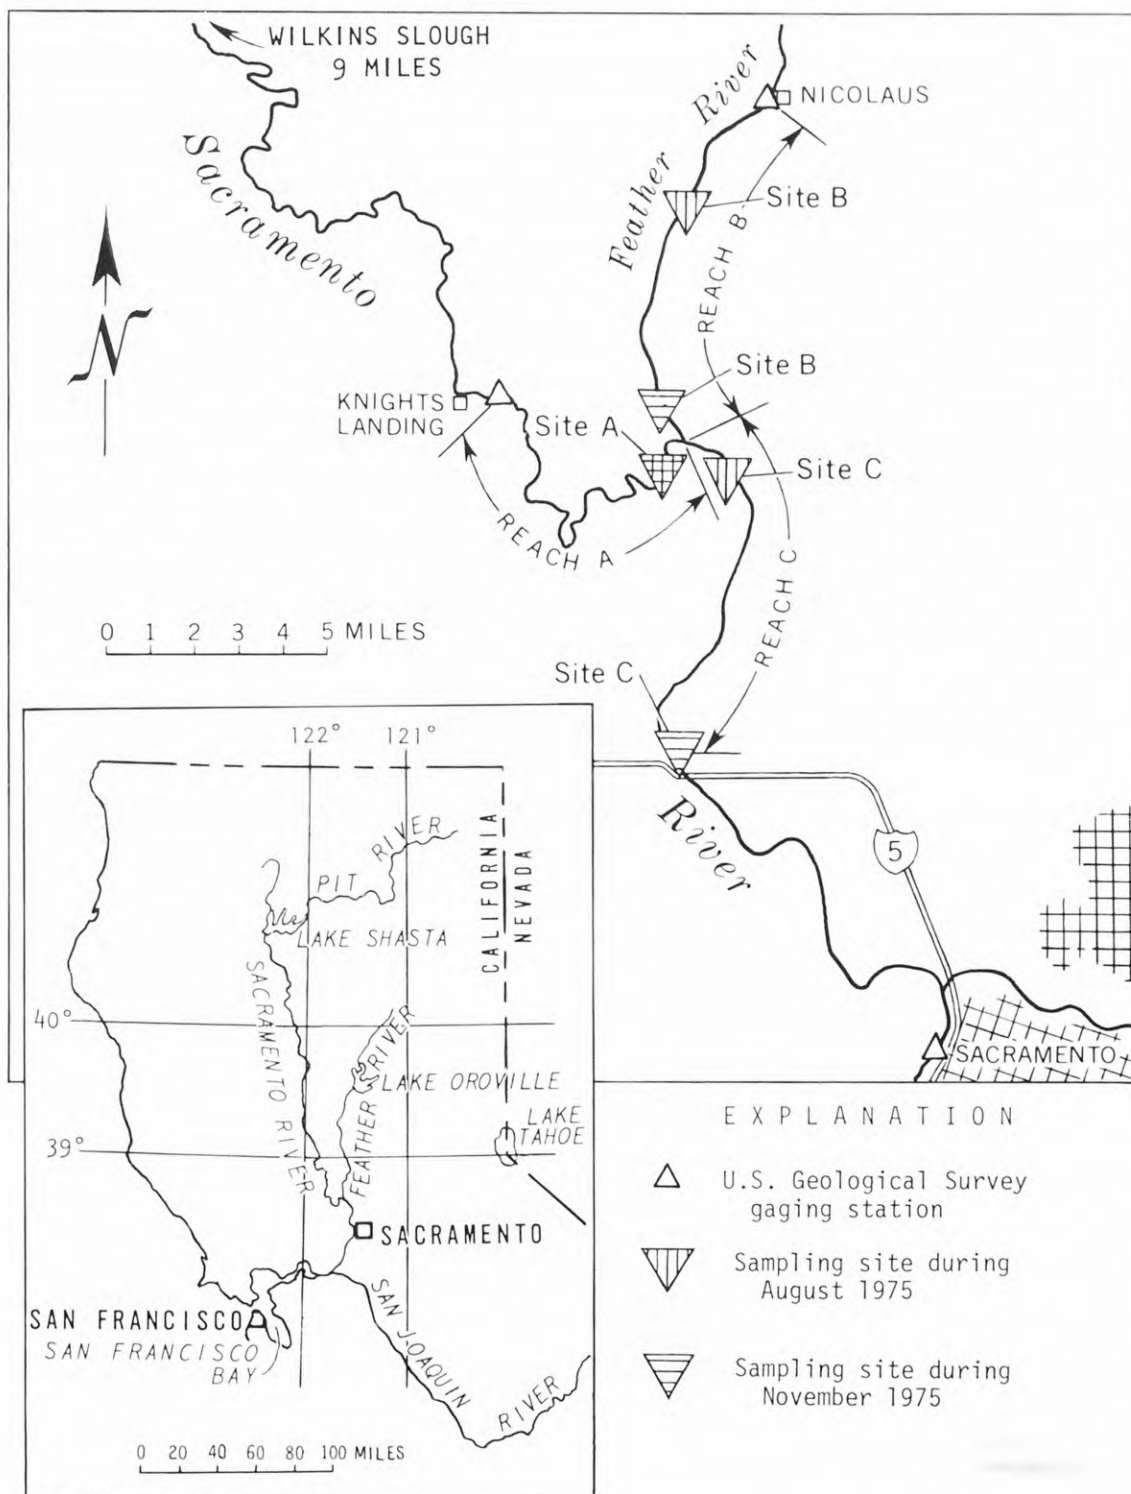 WILKINS SLOUGH
9 MILES
Sacramento
Feather River
NICOLAUS
Site B
REACH B
N
Site B
KNIGHTS
LANDING
Site A
Site C
REACH A
REACH C
0 1 2 3 4 5 MILES
Site C
River
5
SACRAMENTO
122° 121°
CALIFORNIA
NEVADA
PIT RIVER
LAKE SHASTA
SACRAMENTO RIVER
40°
FEATHER RIVER
LAKE OROVILLE
LAKE
TAHOE
39°
SACRAMENTO
SAN FRANCISCO
SAN FRANCISCO
BAY
SAN JOAQUIN
RIVER
0 20 40 60 80 100 MILES
EXPLANATION
U.S. Geological Survey
gaging station
Sampling site during
August 1975
Sampling site during
November 1975